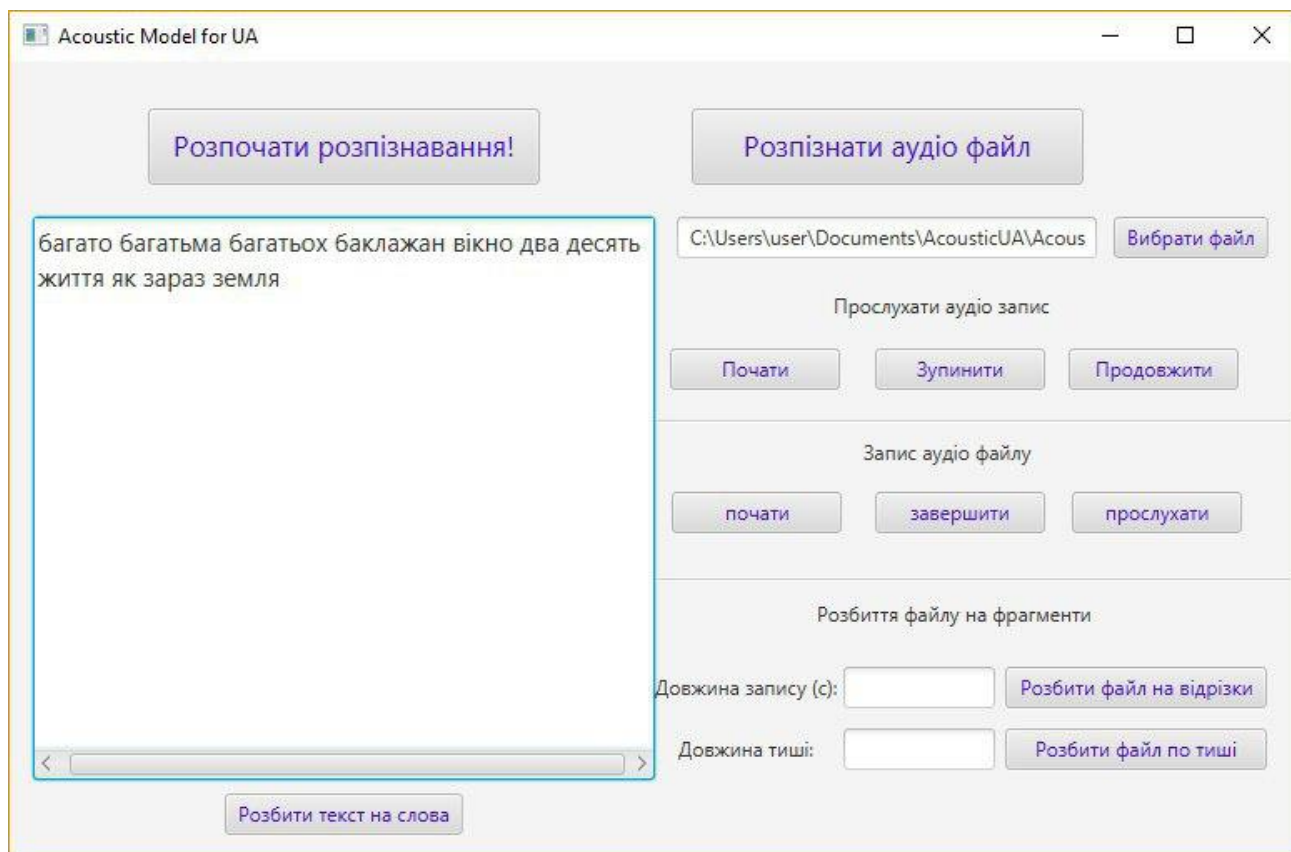 Acoustic Model for UA
Розпочати розпізнавання!
Розпізнати аудіо файл
багато багатьма багатьох баклажан вікно два десять
життя як зараз земля
C:\Users\user\Documents\AcousticUA\Acous
Вибрати файл
Прослухати аудіо запис
Почати
Зупинити
Продовжити
Запис аудіо файлу
почати
завершити
прослухати
Розбиття файлу на фрагменти
Довжина запису (с):
Розбити файл на відрізки
Довжина тиші:
Розбити файл по тиші
Розбити текст на слова